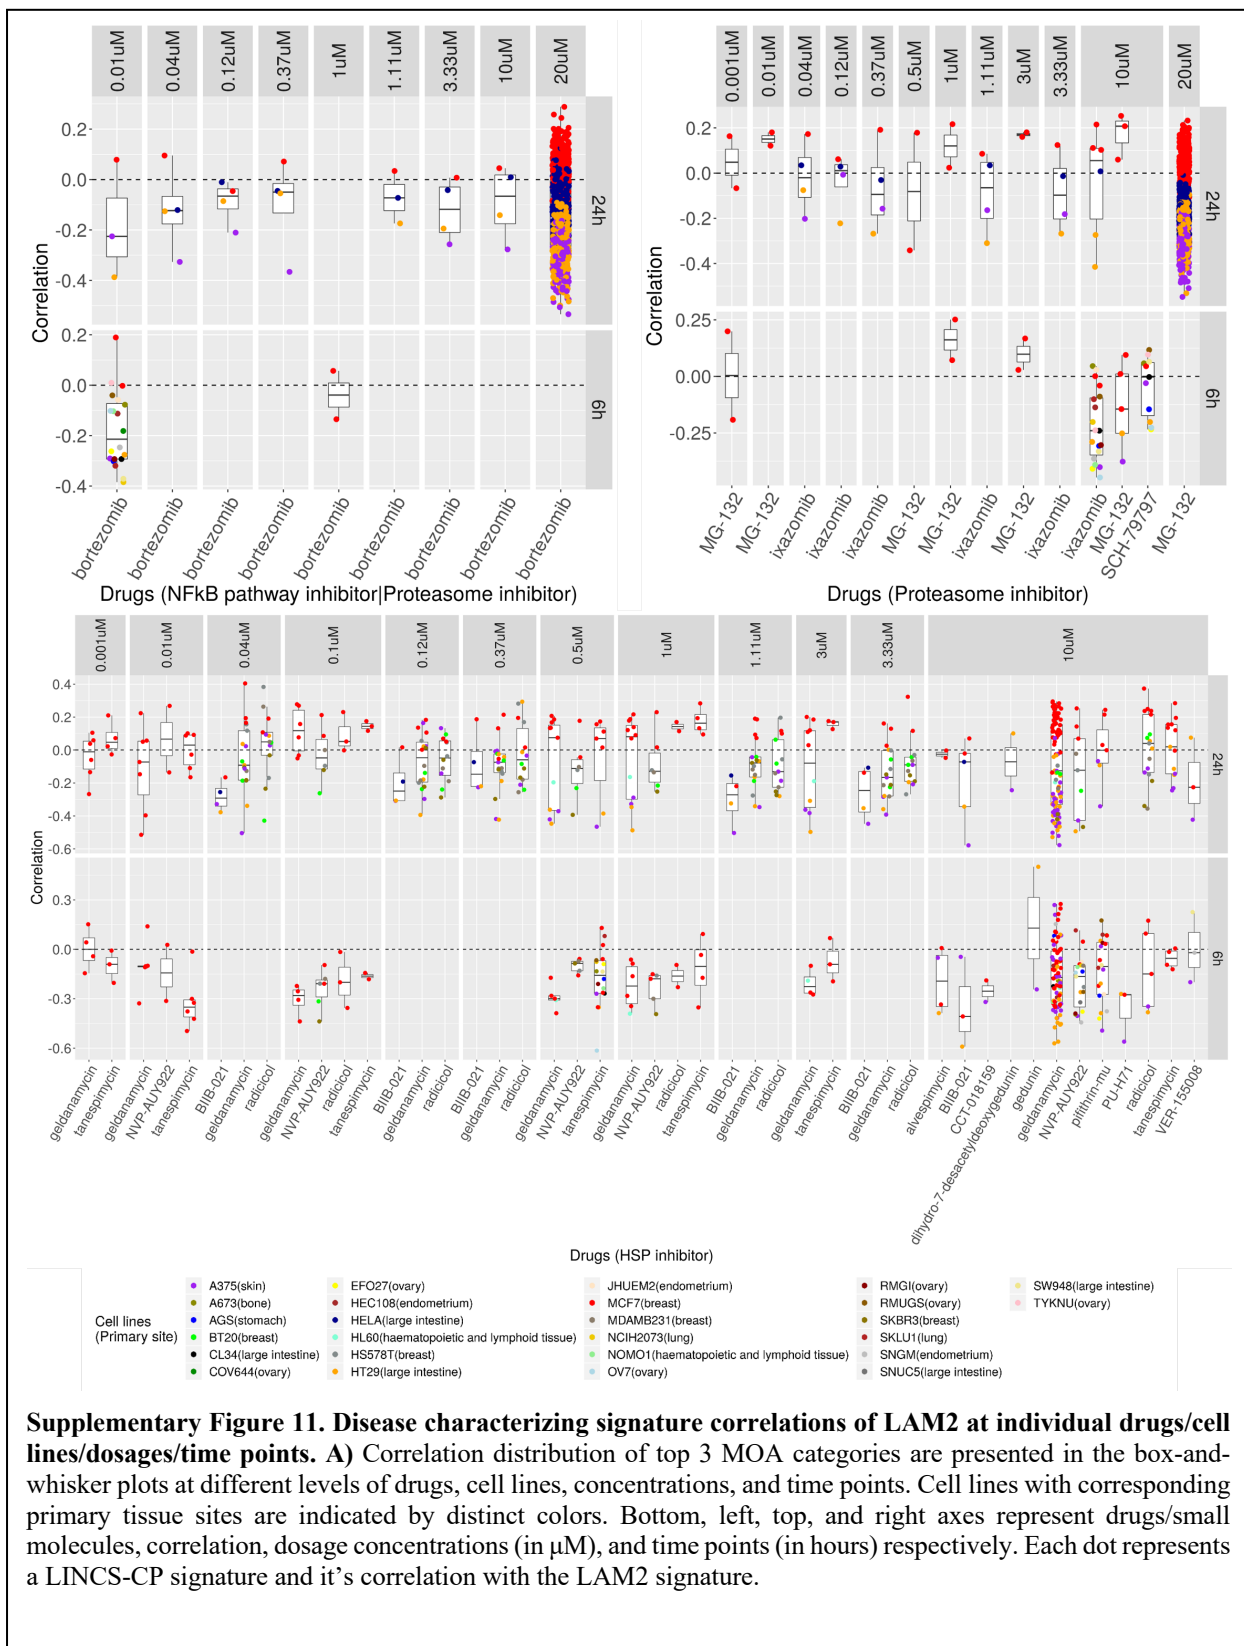 0.01uM
0.04uM
0.12uM
0.37uM
1uM
1.11uM
3.33uM
10uM
20uM
Correlation
0.2
0.0
-0.2
-0.4
24h
0.2
0.0
-0.2
-0.4
6h
bortezomib
bortezomib
bortezomib
bortezomib
bortezomib
bortezomib
bortezomib
bortezomib
bortezomib
Drugs (NFkB pathway inhibitor|Proteasome inhibitor)
0.001uM
0.01uM
0.04uM
0.12uM
0.37uM
0.5uM
1uM
1.11uM
3uM
3.33uM
10uM
20uM
Correlation
0.2
0.0
-0.2
-0.4
24h
0.25
0.00
-0.25
6h
MG-132
MG-132
ixazomib
ixazomib
ixazomib
MG-132
MG-132
ixazomib
MG-132
ixazomib
ixazomib
MG-132
SCH-79797
MG-132
Drugs (Proteasome inhibitor)
0.001uM
0.01uM
0.04uM
0.1uM
0.12uM
0.37uM
0.5uM
1uM
1.11uM
3uM
3.33uM
10uM
Correlation
0.4
0.2
0.0
-0.2
-0.4
-0.6
24h
0.3
0.0
-0.3
-0.6
6h
geldanamycin
tanespimycin
geldanamycin
NVP-AUY922
tanespimycin
BIIB-021
geldanamycin
radicicol
geldanamycin
NVP-AUY922
radicicol
tanespimycin
BIIB-021
geldanamycin
radicicol
BIIB-021
geldanamycin
radicicol
geldanamycin
NVP-AUY922
tanespimycin
geldanamycin
NVP-AUY922
radicicol
tanespimycin
BIIB-021
geldanamycin
radicicol
geldanamycin
tanespimycin
BIIB-021
geldanamycin
radicicol
alvespimycin
BIIB-021
CCT-018159
dihydro-7-desacetyldeoxygedunin
gedunin
geldanamycin
NVP-AUY922
pifithrin-mu
PU-H71
radicicol
tanespimycin
VER-155008
Drugs (HSP inhibitor)
Cell lines
(Primary site)
A375(skin)
A673(bone)
AGS(stomach)
BT20(breast)
CL34(large intestine)
COV644(ovary)
EFO27(ovary)
HEC108(endometrium)
HELA(large intestine)
HL60(haematopoietic and lymphoid tissue)
HS578T(breast)
HT29(large intestine)
JHUEM2(endometrium)
MCF7(breast)
MDAMB231(breast)
NCIH2073(lung)
NOMO1(haematopoietic and lymphoid tissue)
OV7(ovary)
RMGI(ovary)
RMUGS(ovary)
SKBR3(breast)
SKLU1(lung)
SNGM(endometrium)
SNUC5(large intestine)
SW948(large intestine)
TYKNU(ovary)
Supplementary Figure 11. Disease characterizing signature correlations of LAM2 at individual drugs/cell
lines/dosages/time points. A) Correlation distribution of top 3 MOA categories are presented in the box-and-
whisker plots at different levels of drugs, cell lines, concentrations, and time points. Cell lines with corresponding
primary tissue sites are indicated by distinct colors. Bottom, left, top, and right axes represent drugs/small
molecules, correlation, dosage concentrations (in μM), and time points (in hours) respectively. Each dot represents
a LINCS-CP signature and it's correlation with the LAM2 signature.